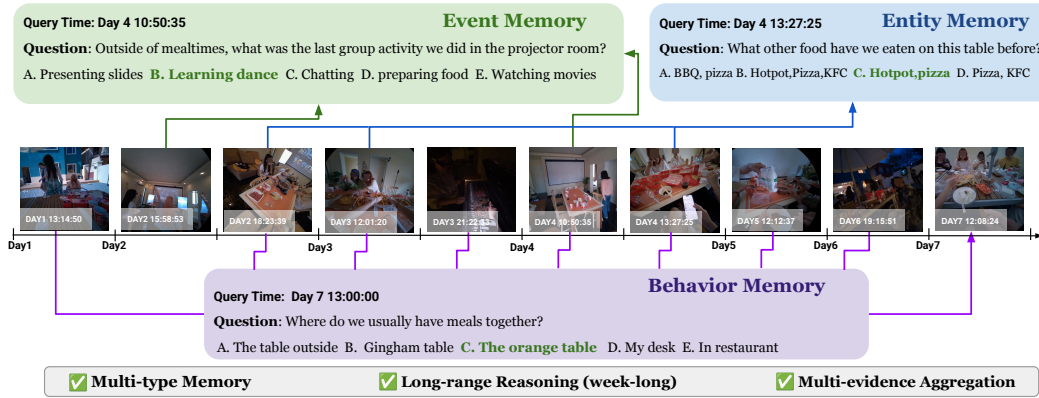 Query Time: Day 4 10:50:35 Event Memory
Question: Outside of mealtimes, what was the last group activity we did in the projector room?
A. Presenting slides B. Learning dance C. Chatting D. preparing food E. Watching movies
Query Time: Day 4 13:27:25 Entity Memory
Question: What other food have we eaten on this table before?
A. BBQ, pizza B. Hotpot,Pizza,KFC C. Hotpot,pizza D. Pizza, KFC
DAY1 13:14:50 DAY2 15:58:53 DAY2 18:23:39 DAY3 12:01:20 DAY3 21:22:53 DAY4 10:50:35 DAY4 13:27:25 DAY5 12:12:37 DAY6 19:15:51 DAY7 12:08:24
Day1 Day2 Day3 Day4 Day5 Day6 Day7
Behavior Memory
Query Time: Day 7 13:00:00
Question: Where do we usually have meals together?
A. The table outside B. Gingham table C. The orange table D. My desk E. In restaurant
✅ Multi-type Memory ✅ Long-range Reasoning (week-long) ✅ Multi-evidence Aggregation